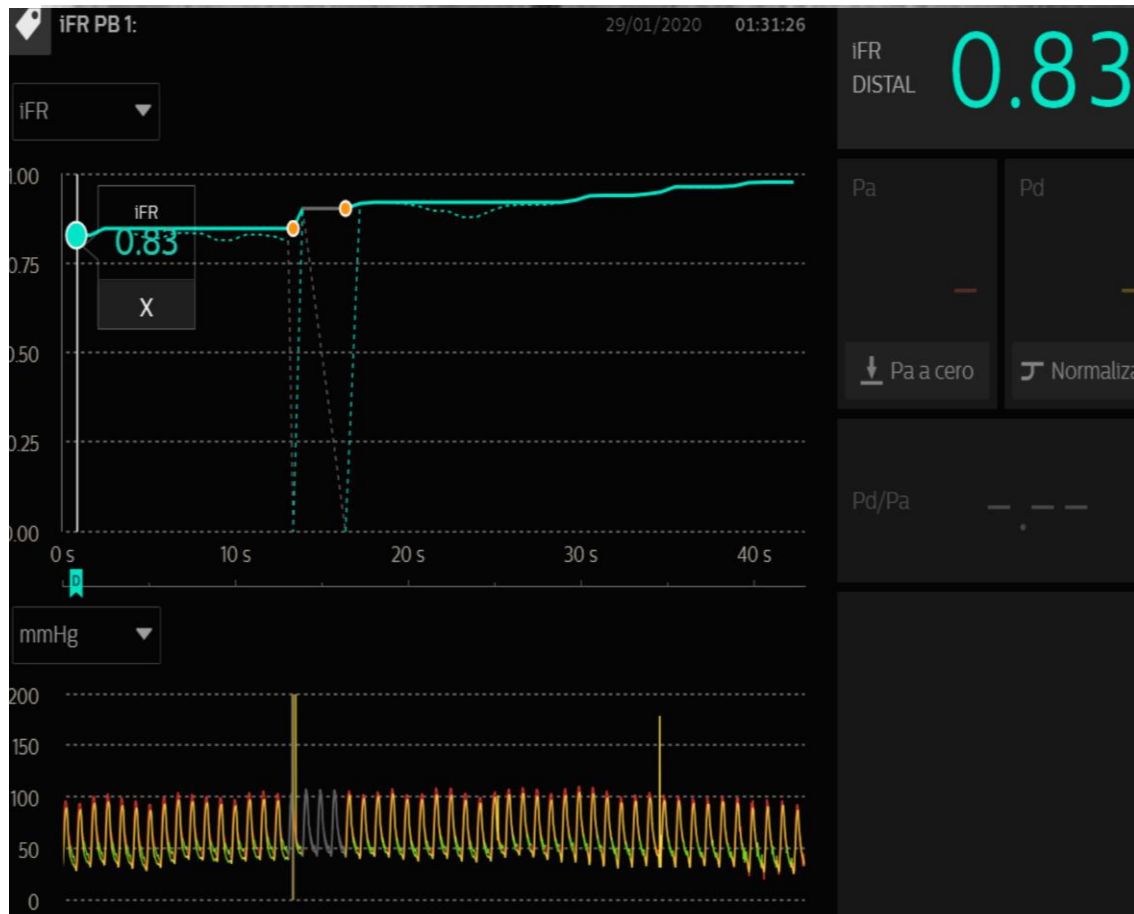 iFR PB 1:
29/01/2020 01:31:26
iFR
DISTAL
0.83
iFR
1.00
0.75
0.50
0.25
0.00
iFR
0.83
X
0 s 10 s 20 s 30 s 40 s
D
Pa
Pd
Pa a cero
Normaliza
Pd/Pa
mmHg
200
150
100
50
0